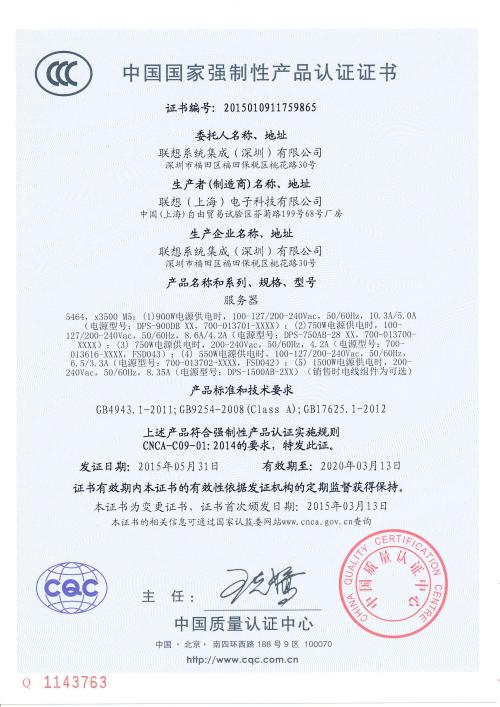 中国国家强制性产品认证证书
证书编号：2015010911759865
委托人名称、地址
联想系统集成（深圳）有限公司
深圳市福田区福田保税区桃花路30号
生产者(制造商)名称、地址
联想（上海）电子科技有限公司
中国(上海)自由贸易试验区芬菊路199号68号厂房
生产企业名称、地址
联想系统集成（深圳）有限公司
深圳市福田区福田保税区桃花路30号
产品名称和系列、规格、型号
服务器
5464, x3500 M5：(1)900W电源供电时，100-127/200-240Vac, 50/60Hz, 10.3A/5.0A
（电源型号：DPS-900DB XX, 700-013701-XXXX）；(2)750W电源供电时，100-
127/200-240Vac, 50/60Hz, 8.6A/4.2A（电源型号：DPS-750AB-28 XX, 700-013700-
XXXX）；(3) 750W电源供电时，200-240Vac, 50/60Hz, 4.2A（电源型号：700-
013616-XXXX, FSD043）；(4) 550W电源供电时，100-127/200-240Vac, 50/60Hz,
6.5/3.3A（电源型号：700-013702-XXXX, FSD042）；(5) 1500W电源供电时，200-
240Vac, 50/60Hz, 8.35A（电源型号：DPS-1500AB-2XX）（销售时电线组件为可选）
产品标准和技术要求
GB4943.1-2011;GB9254-2008(Class A);GB17625.1-2012
上述产品符合强制性产品认证实施规则
CNCA-C09-01:2014的要求，特发此证。
发证日期：2015年05月31日 有效期至：2020年03月13日
证书有效期内本证书的有效性依据发证机构的定期监督获得保持。
本证书为变更证书，证书首次颁发日期：2015年03月13日
本证书的相关信息可通过国家认监委网站www.cnca.gov.cn查询
CQC
主 任：
CHINA QUALITY CERTIFICATION CENTRE
中国质量认证中心
中国质量认证中心
中国·北京·南四环西路188号9区 100070
http://www.cqc.com.cn
Q 1143763